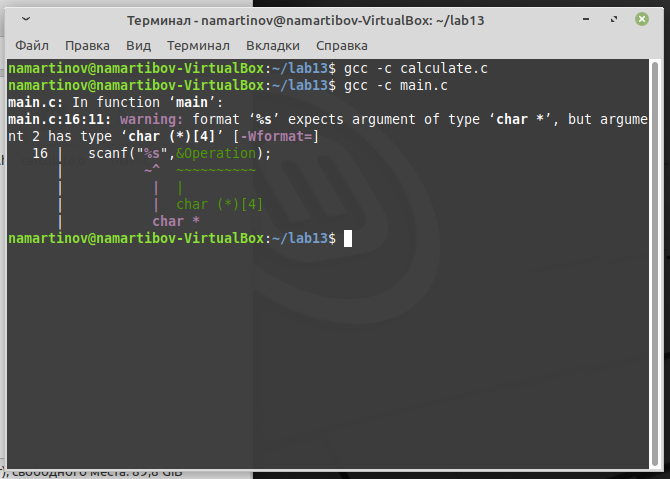 Терминал - namartinov@namartibov-VirtualBox: ~/lab13
Файл Правка Вид Терминал Вкладки Справка
namartinov@namartibov-VirtualBox:~/lab13$ gcc -c calculate.c
namartinov@namartibov-VirtualBox:~/lab13$ gcc -c main.c
main.c: In function ‘main’:
main.c:16:11: warning: format ‘%s’ expects argument of type ‘char *’, but argume
nt 2 has type ‘char (*)[4]’ [-Wformat=]
   16 |   scanf("%s",&Operation);
      |          ~^  ~~~~~~~~~~
      |           |  |
      |           |  char (*)[4]
      |           char *
namartinov@namartibov-VirtualBox:~/lab13$
свободного места: 89,8 GiB